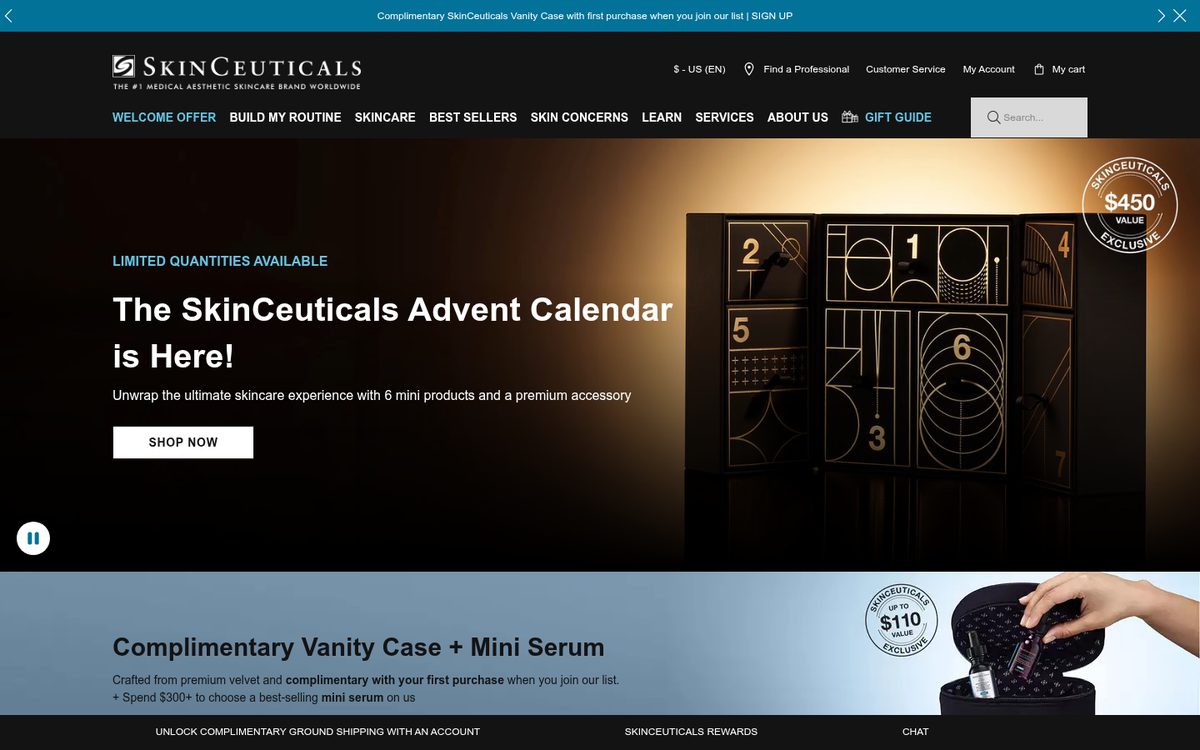 Complimentary SkinCeuticals Vanity Case with first purchase when you join our list | SIGN UP
SKINCEUTICALS
THE #1 MEDICAL AESTHETIC SKINCARE BRAND WORLDWIDE
$ - US (EN)
Find a Professional
Customer Service
My Account
My cart
WELCOME OFFER
BUILD MY ROUTINE
SKINCARE
BEST SELLERS
SKIN CONCERNS
LEARN
SERVICES
ABOUT US
GIFT GUIDE
Search...
SKINCEUTICALS
$450
VALUE
EXCLUSIVE
LIMITED QUANTITIES AVAILABLE
The SkinCeuticals Advent Calendar
is Here!
Unwrap the ultimate skincare experience with 6 mini products and a premium accessory
SHOP NOW
2
1
4
5
6
3
7
SKINCEUTICALS
UP TO
$110
VALUE
EXCLUSIVE
Complimentary Vanity Case + Mini Serum
Crafted from premium velvet and complimentary with your first purchase when you join our list.
+ Spend $300+ to choose a best-selling mini serum on us
UNLOCK COMPLIMENTARY GROUND SHIPPING WITH AN ACCOUNT
SKINCEUTICALS REWARDS
CHAT